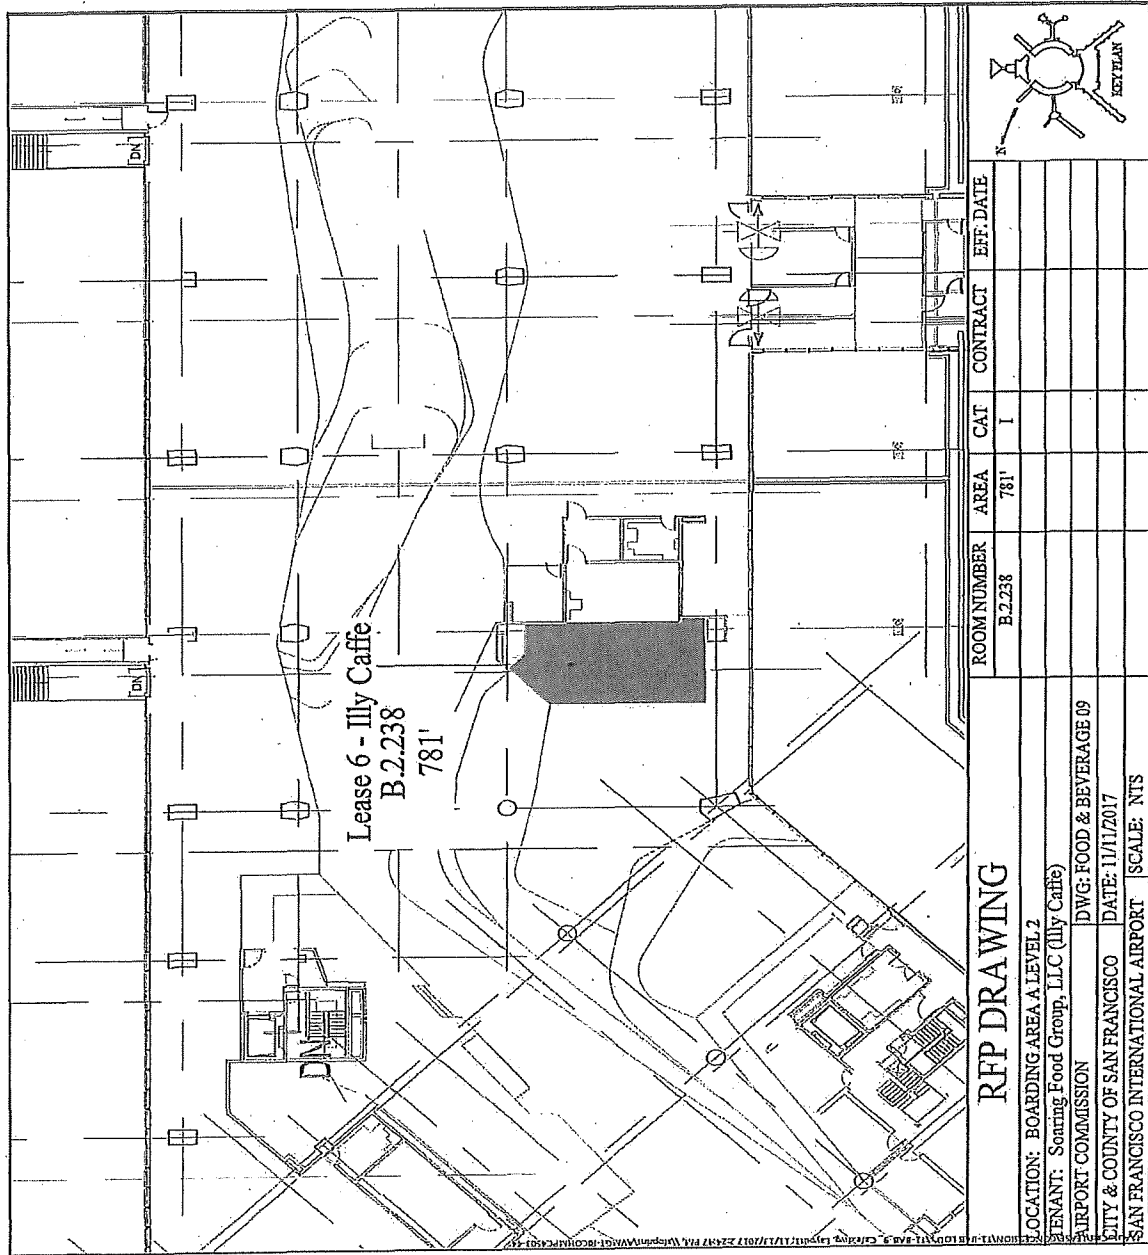 DN
DN
Lease 6 - Illy Caffe
B.2.238
781'
RFP DRAWING
LOCATION: BOARDING AREA A LEVEL 2
TENANT: Soaring Food Group, LLC (Illy Caffe)
AIRPORT COMMISSION
DWG: FOOD & BEVERAGE 09
CITY & COUNTY OF SAN FRANCISCO
DATE: 11/11/2017
SAN FRANCISCO INTERNATIONAL AIRPORT
SCALE: NTS
ROOM NUMBER AREA CAT CONTRACT EFF. DATE
B.2.238 781' I
N
KEY PLAN